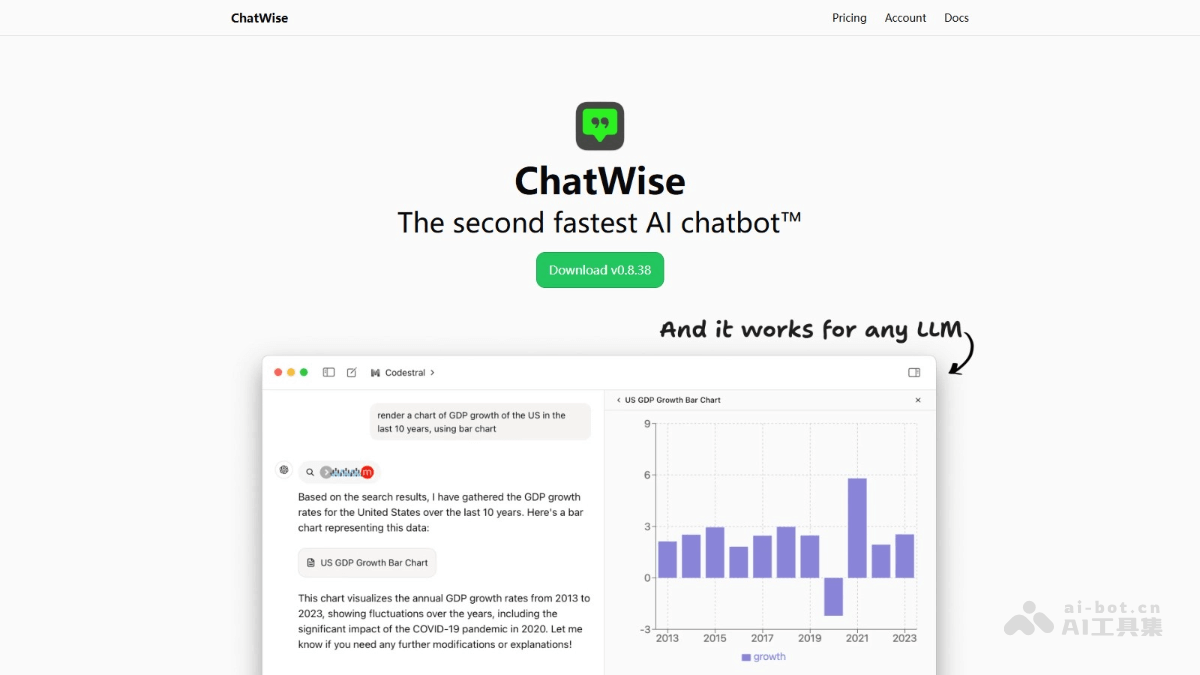 ChatWise
Pricing Account Docs
ChatWise
The second fastest AI chatbot™
Download v0.8.38
And it works for any LLM
Codestral
render a chart of GDP growth of the US in the
last 10 years, using bar chart
Based on the search results, I have gathered the GDP growth
rates for the United States over the last 10 years. Here's a bar
chart representing this data:
US GDP Growth Bar Chart
This chart visualizes the annual GDP growth rates from 2013 to
2023, showing fluctuations over the years, including the
significant impact of the COVID-19 pandemic in 2020. Let me
know if you need any further modifications or explanations!
US GDP Growth Bar Chart
9
6
3
0
-3
2013 2015 2017 2019 2021 2023
growth
ai-bot.cn
AI工具集